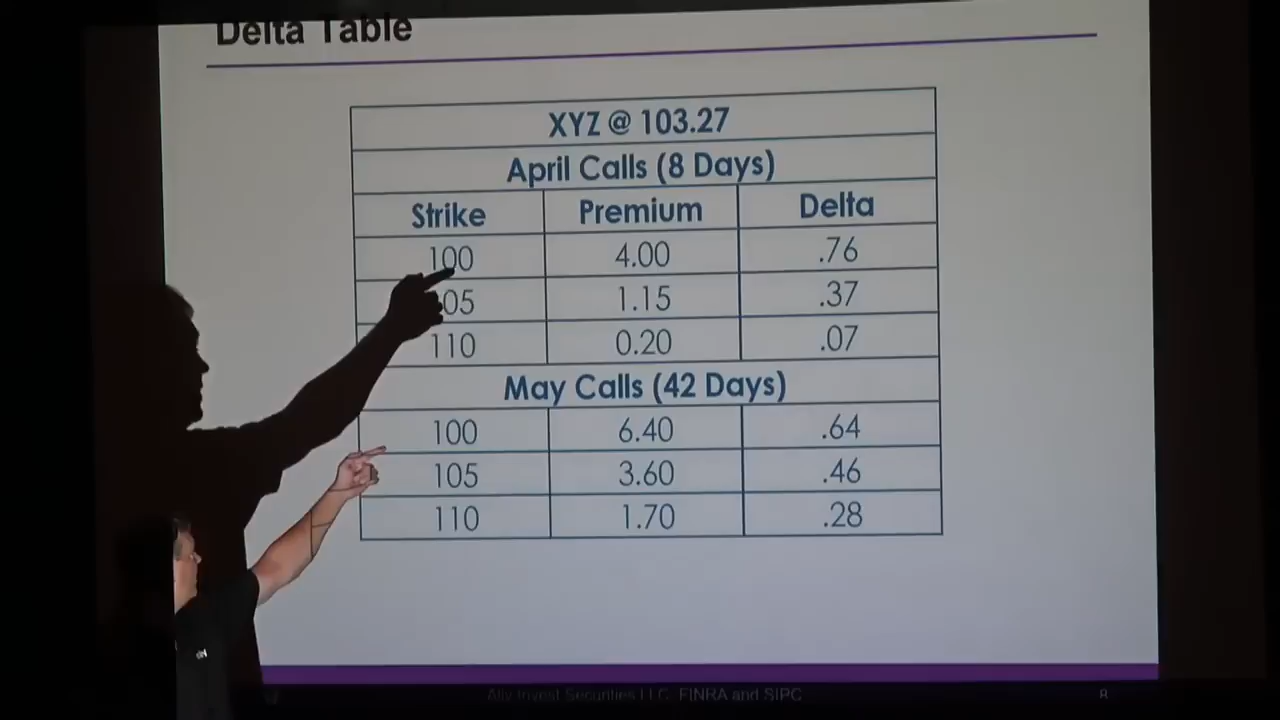 Delta Table
XYZ @ 103.27
April Calls (8 Days)
Strike Premium Delta
100 4.00 .76
05 1.15 .37
110 0.20 .07
May Calls (42 Days)
100 6.40 .64
105 3.60 .46
110 1.70 .28
Ally Invest Securities LLC, FINRA and SIPC
8